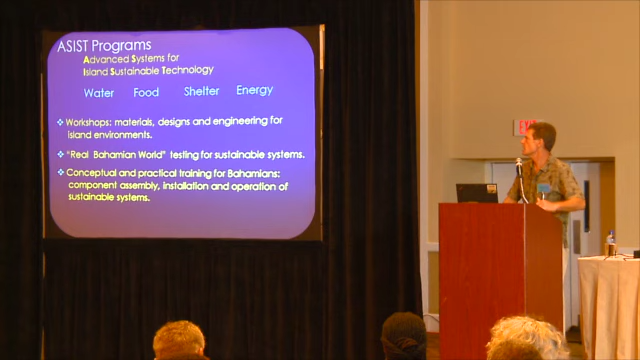 ASIST Programs
Advanced Systems for
Island Sustainable Technology
Water Food Shelter Energy
❖ Workshops: materials, designs and engineering for
island environments.
❖ "Real Bahamian World" testing for sustainable systems.
❖ Conceptual and practical training for Bahamians:
component assembly, installation and operation of
sustainable systems.